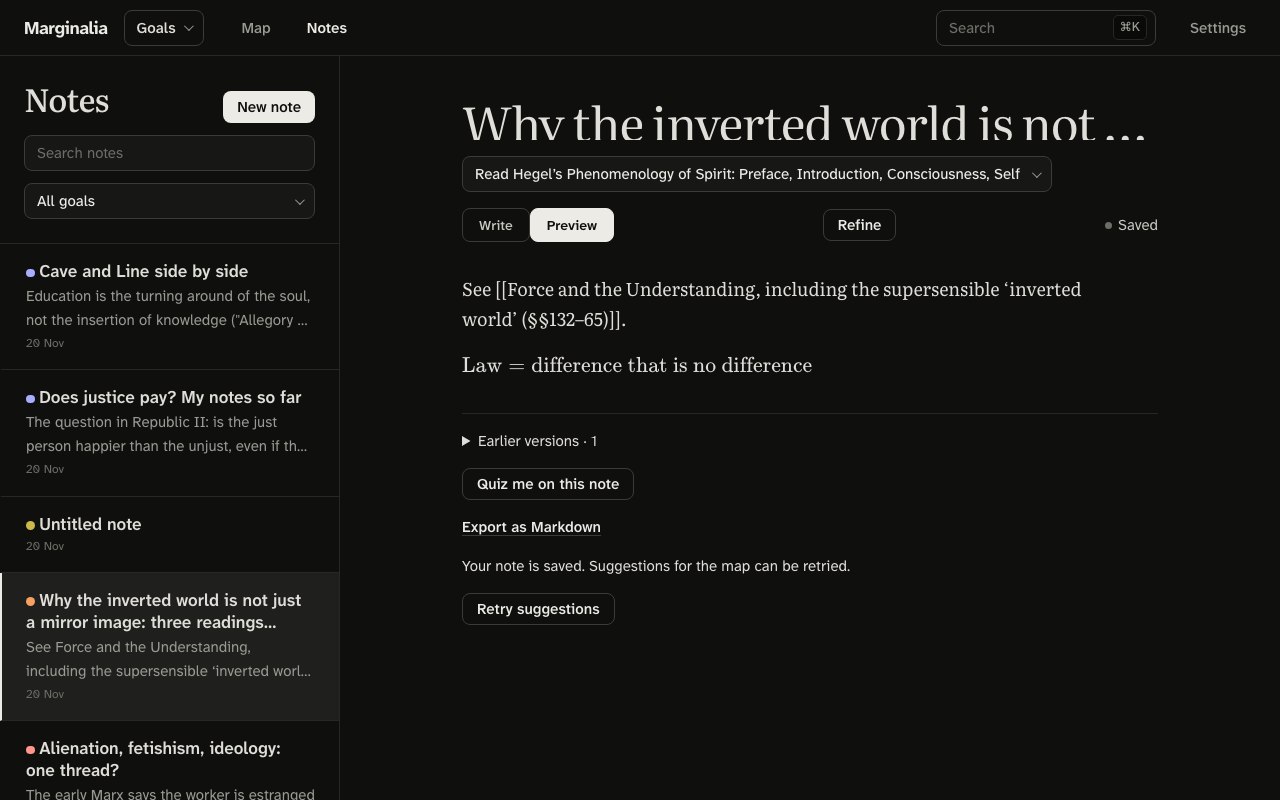 Marginalia
Goals
Map
Notes
Search
⌘K
Settings
Notes
New note
Search notes
All goals
Cave and Line side by side
Education is the turning around of the soul,
not the insertion of knowledge ("Allegory ...
20 Nov
Does justice pay? My notes so far
The question in Republic II: is the just
person happier than the unjust, even if th...
20 Nov
Untitled note
20 Nov
Why the inverted world is not just
a mirror image: three readings...
See Force and the Understanding,
including the supersensible ‘inverted worl...
20 Nov
Alienation, fetishism, ideology:
one thread?
The early Marx says the worker is estranged
Why the inverted world is not ...
Read Hegel’s Phenomenology of Spirit: Preface, Introduction, Consciousness, Self
Write
Preview
Refine
Saved
See [[Force and the Understanding, including the supersensible ‘inverted
world’ (§§132–65)]].
Law = difference that is no difference
Earlier versions · 1
Quiz me on this note
Export as Markdown
Your note is saved. Suggestions for the map can be retried.
Retry suggestions